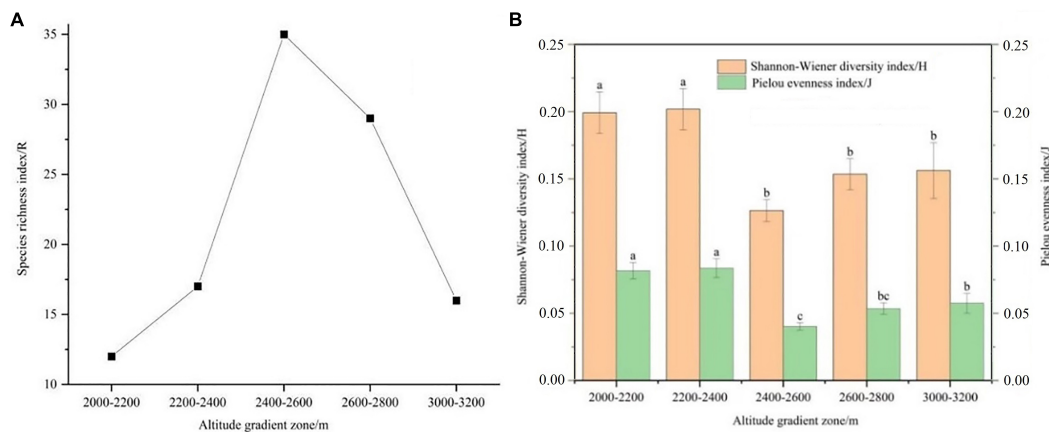 A
35
30
25
20
15
10
Species richness index/R
2000-2200
2200-2400
2400-2600
2600-2800
3000-3200
Altitude gradient zone/m
B
Shannon-Wiener diversity index/H
Pielou evenness index/J
0.25
0.20
0.15
0.10
0.05
0.00
Shannon-Wiener diversity index/H
a
a
a
a
b
c
b
bc
b
b
2000-2200
2200-2400
2400-2600
2600-2800
3000-3200
Altitude gradient zone/m
0.25
0.20
0.15
0.10
0.05
0.00
Pielou evenness index/J